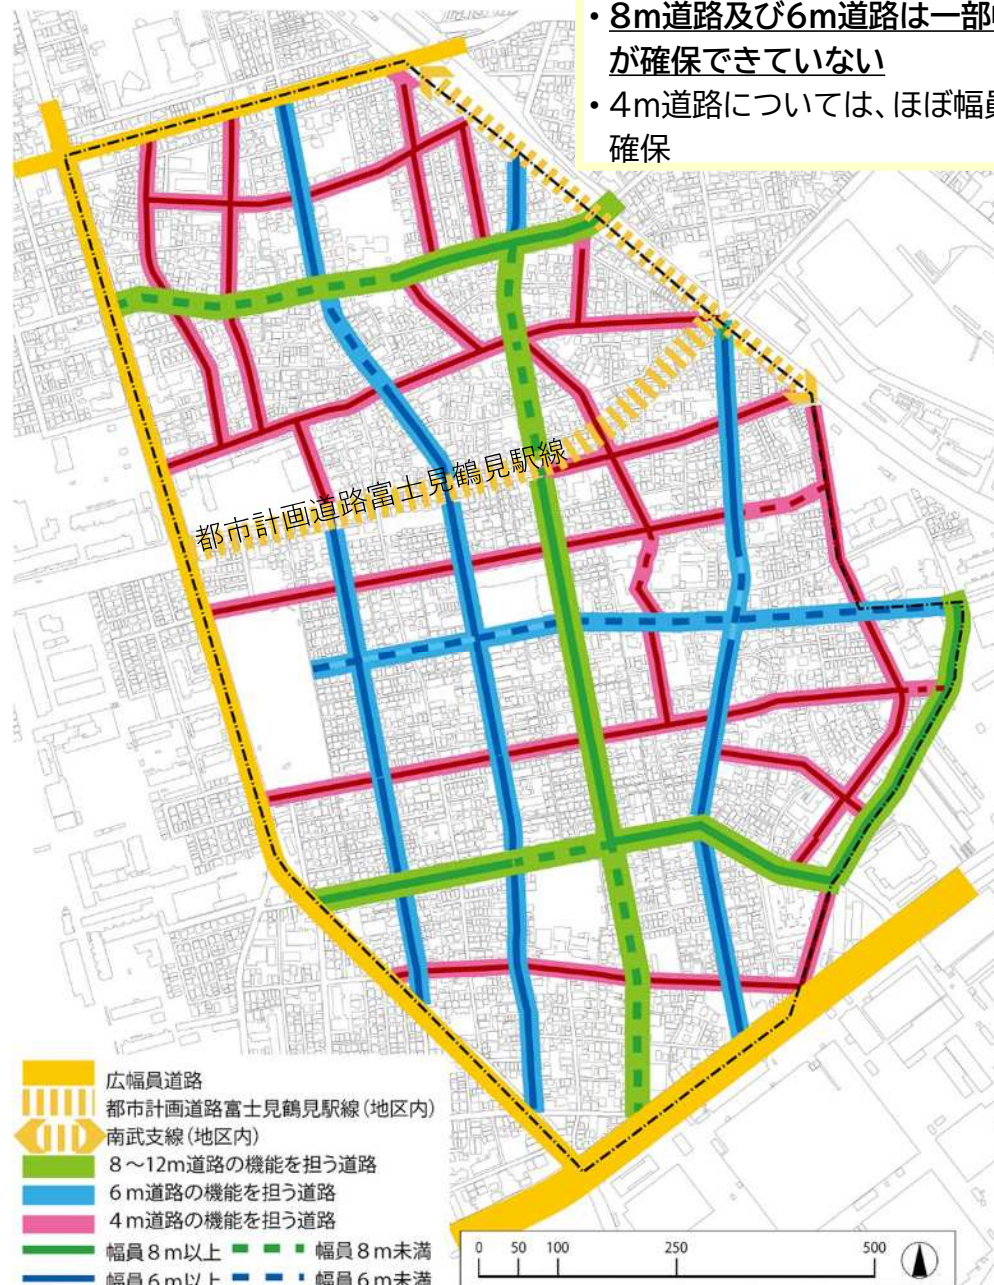 ・8m道路及び6m道路は一部
が確保できていない
・4m道路については、ほぼ幅員
確保
都市計画道路富士見鶴見駅線
広幅員道路
都市計画道路富士見鶴見駅線(地区内)
南武支線(地区内)
8～12m道路の機能を担う道路
6m道路の機能を担う道路
4m道路の機能を担う道路
幅員8m以上 幅員8m未満
幅員6m以上 幅員6m未満
0 50 100 250 500